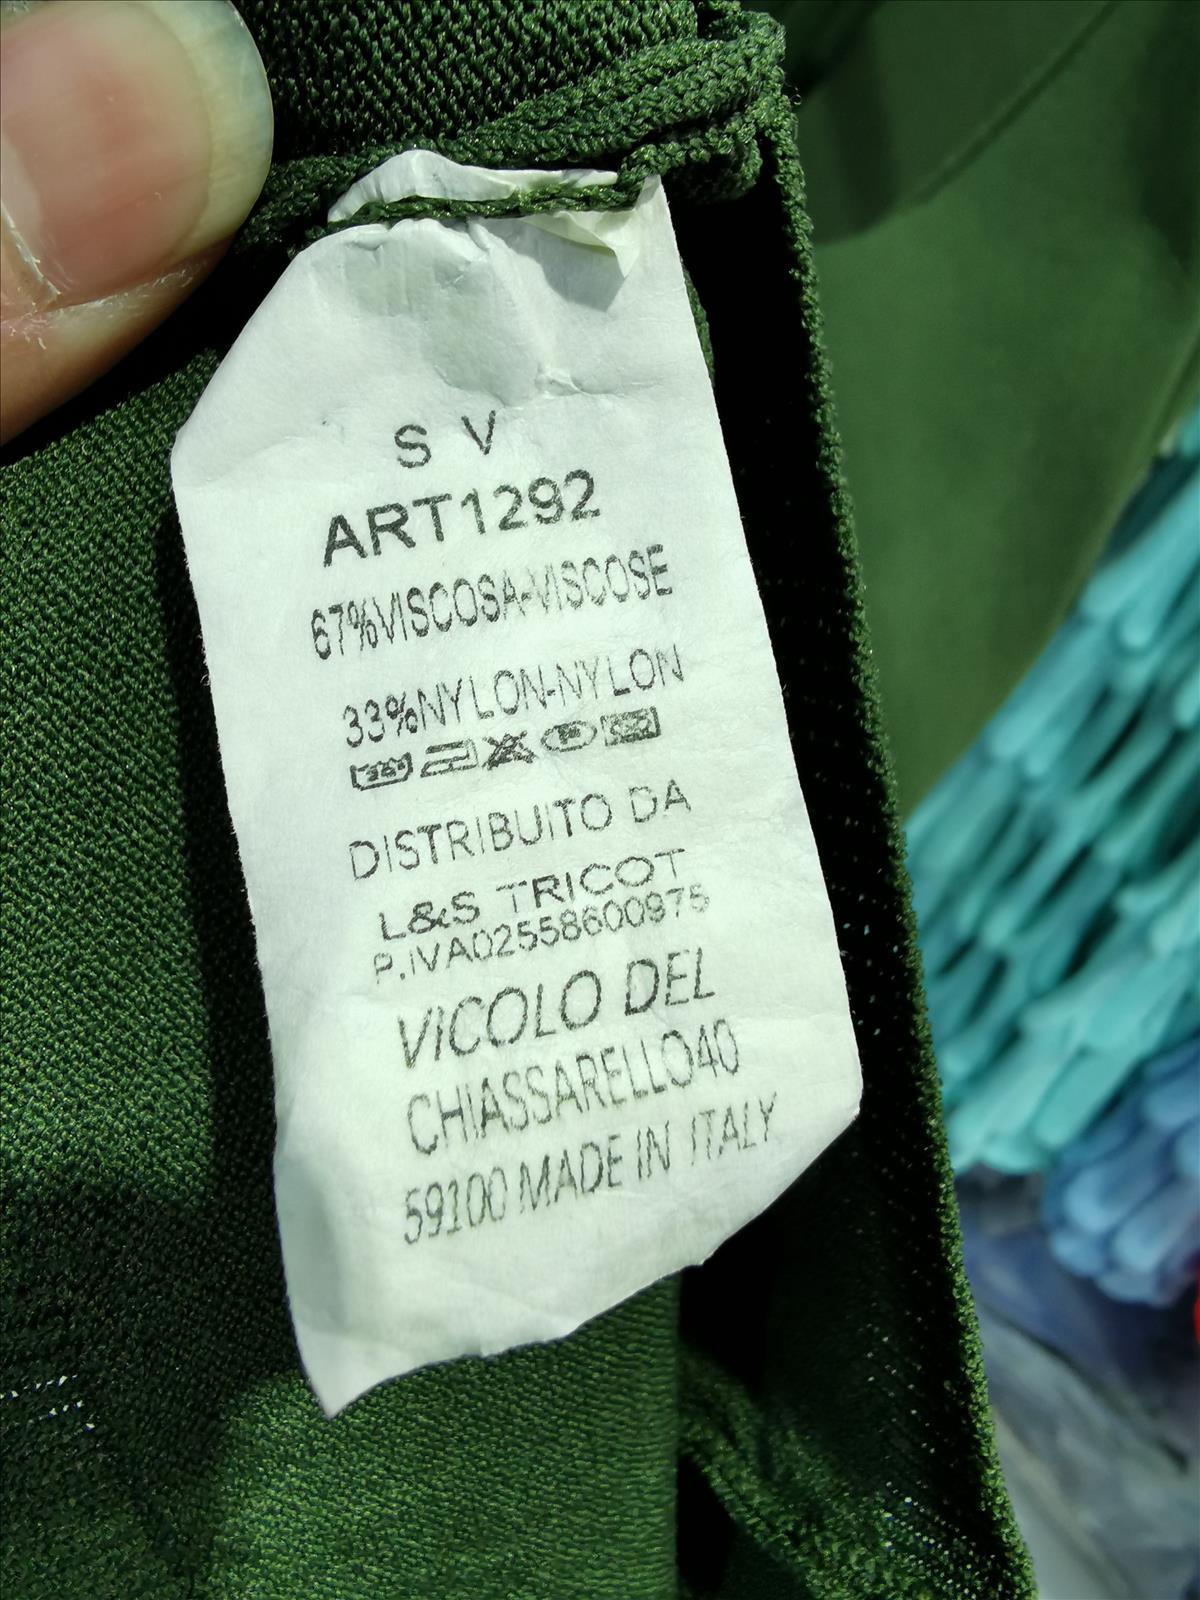 S V
ART1292
67%VISCOSA-VISCOSE
33%NYLON-NYLON
DISTRIBUITO DA
L&S TRICOT
P.IVA02558600975
VICOLO DEL
CHIASSARELLO40
59100 MADE IN ITALY